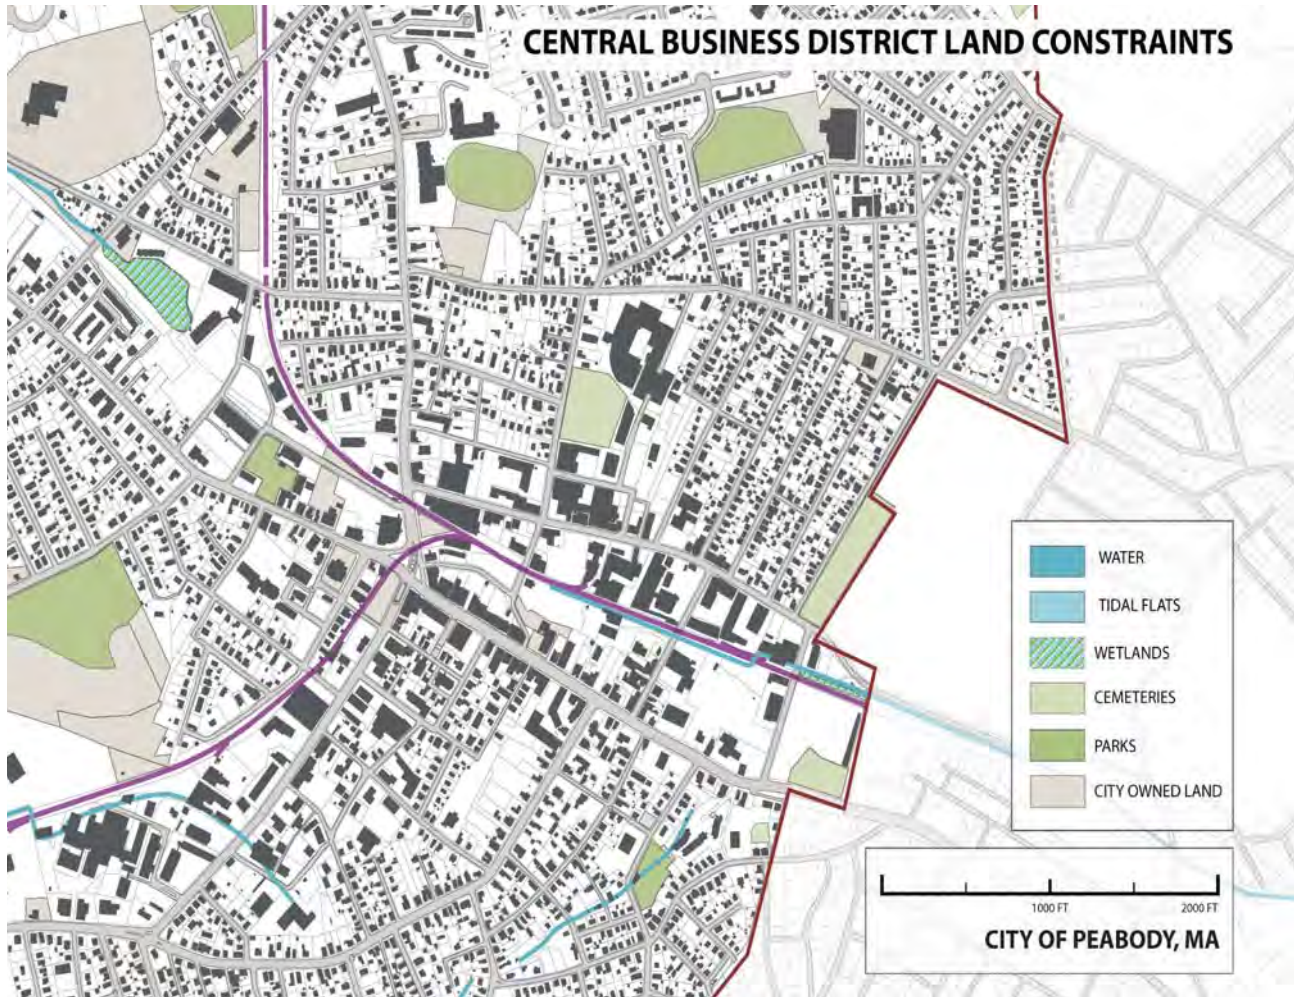 CENTRAL BUSINESS DISTRICT LAND CONSTRAINTS
WATER
TIDAL FLATS
WETLANDS
CEMETERIES
PARKS
CITY OWNED LAND
1000 FT
2000 FT
CITY OF PEABODY, MA